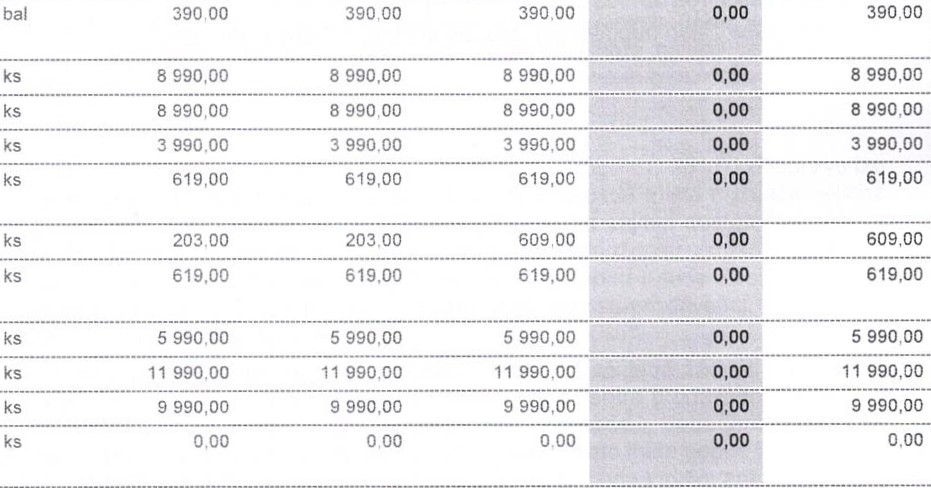 bal 390,00 390,00 390,00 0,00 390,00
ks 8 990,00 8 990,00 8 990,00 0,00 8 990,00
ks 8 990,00 8 990,00 8 990,00 0,00 8 990,00
ks 3 990,00 3 990,00 3 990,00 0,00 3 990,00
ks 619,00 619,00 619,00 0,00 619,00
ks 203,00 203,00 609,00 0,00 609,00
ks 619,00 619,00 619,00 0,00 619,00
ks 5 990,00 5 990,00 5 990,00 0,00 5 990,00
ks 11 990,00 11 990,00 11 990,00 0,00 11 990,00
ks 9 990,00 9 990,00 9 990,00 0,00 9 990,00
ks 0,00 0,00 0,00 0,00 0,00